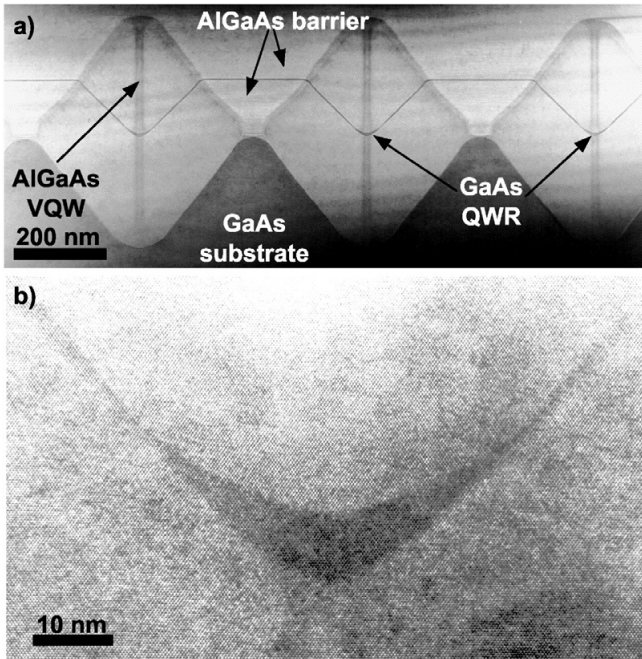 a)
AlGaAs barrier
AlGaAs
VQW
200 nm
GaAs
substrate
GaAs
QWR
b)
10 nm